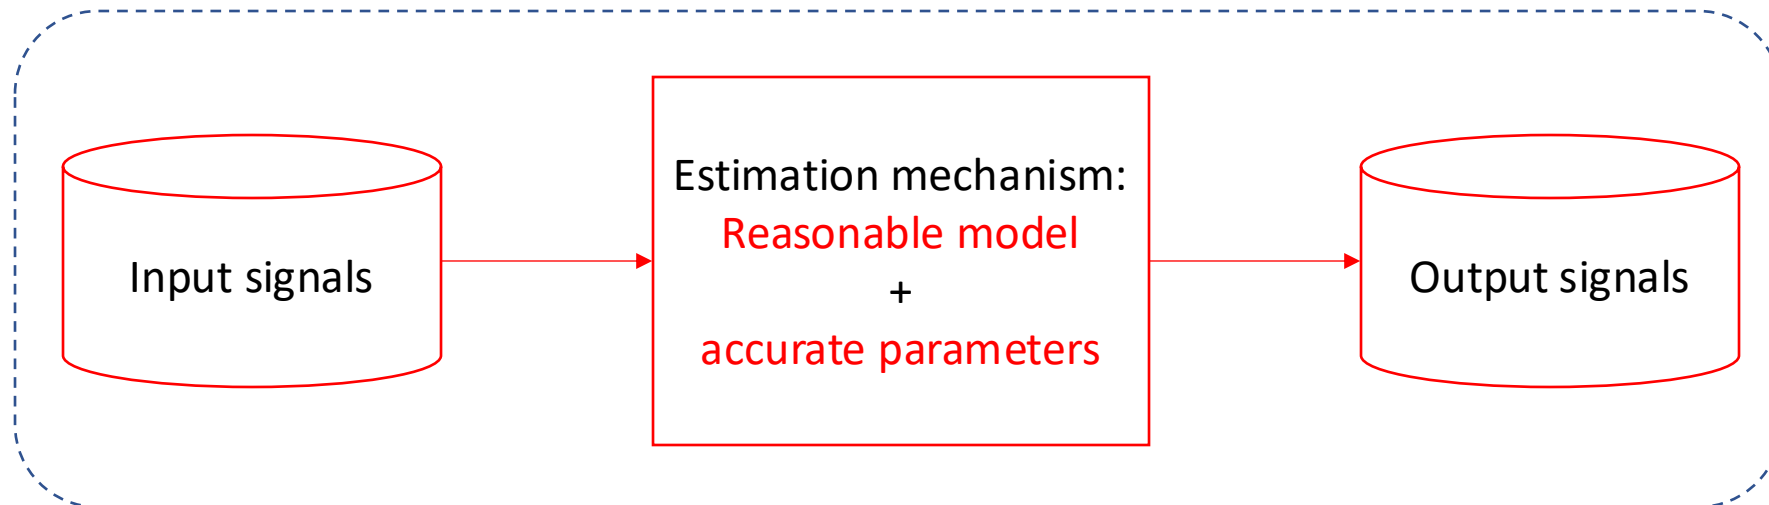 Input signals
Estimation mechanism:
Reasonable model
+
accurate parameters
Output signals